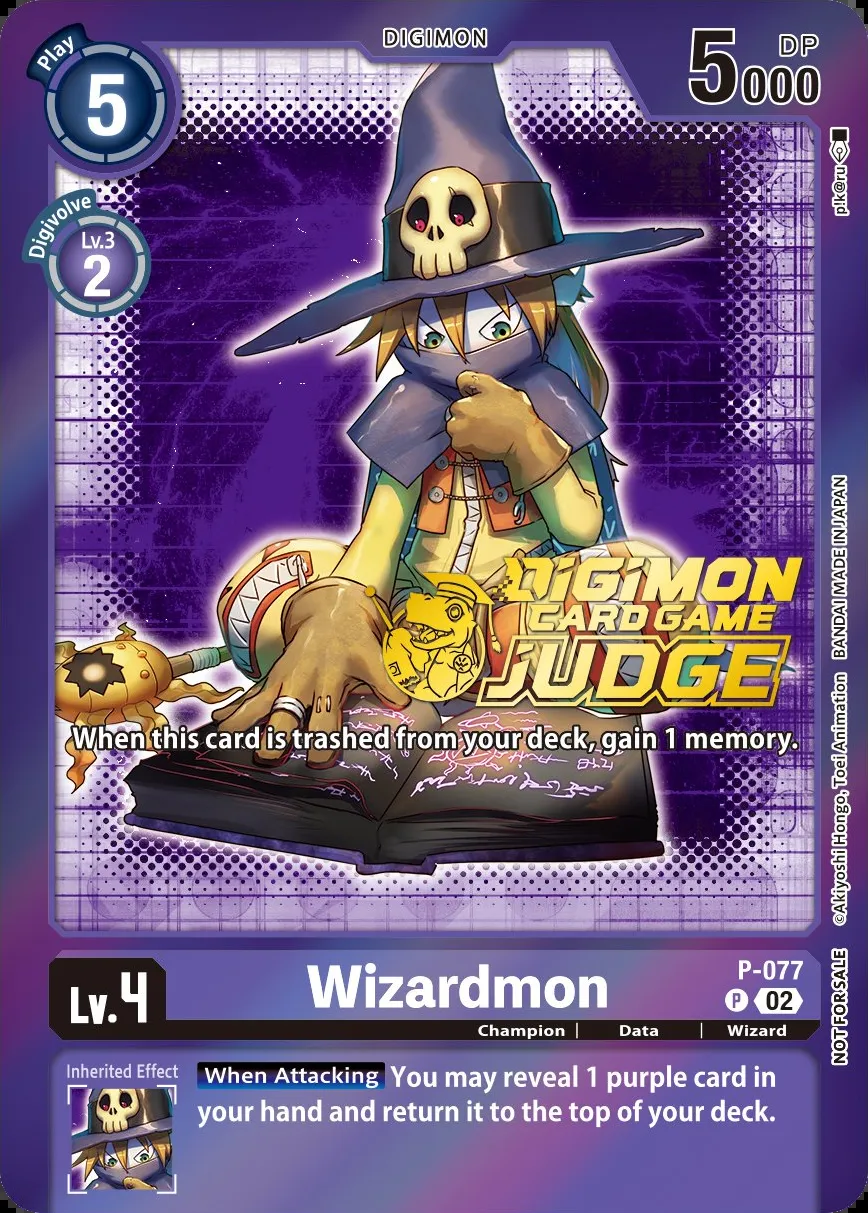 DIGIMON
Play
5
5000
DP
Digivolve
Lv.3
2
p!k@ru
DIGIMON
CARD GAME
JUDGE
When this card is trashed from your deck, gain 1 memory.
©Akiyoshi Hongo, Toei Animation BANDAI MADE IN JAPAN
NOT FOR SALE
Lv.4
Wizardmon
P-077
P 02
Champion | Data | Wizard
Inherited Effect
When Attacking You may reveal 1 purple card in
your hand and return it to the top of your deck.